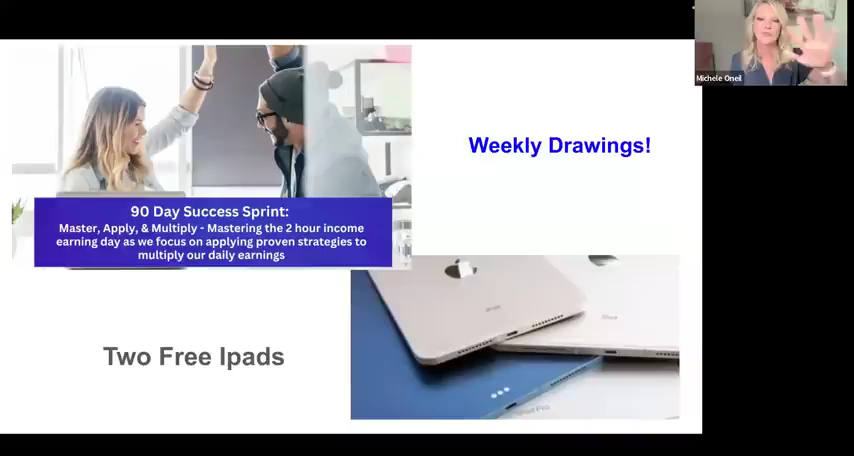 Michele Oneil
Weekly Drawings!
90 Day Success Sprint:
Master, Apply, & Multiply - Mastering the 2 hour income
earning day as we focus on applying proven strategies to
multiply our daily earnings
Two Free Ipads